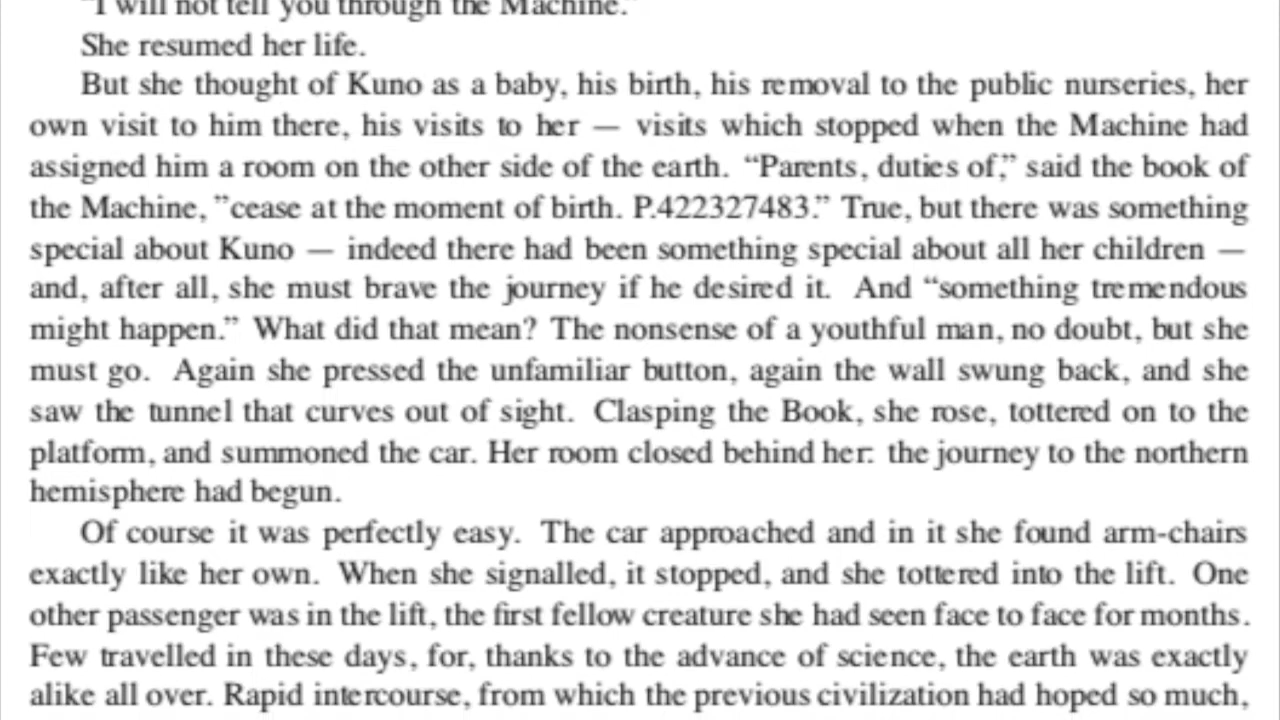 "I will not tell you through the Machine."
She resumed her life.
But she thought of Kuno as a baby, his birth, his removal to the public nurseries, her
own visit to him there, his visits to her — visits which stopped when the Machine had
assigned him a room on the other side of the earth. “Parents, duties of,” said the book of
the Machine, ”cease at the moment of birth. P.422327483.” True, but there was something
special about Kuno — indeed there had been something special about all her children —
and, after all, she must brave the journey if he desired it. And “something tremendous
might happen.” What did that mean? The nonsense of a youthful man, no doubt, but she
must go. Again she pressed the unfamiliar button, again the wall swung back, and she
saw the tunnel that curves out of sight. Clasping the Book, she rose, tottered on to the
platform, and summoned the car. Her room closed behind her: the journey to the northern
hemisphere had begun.
Of course it was perfectly easy. The car approached and in it she found arm-chairs
exactly like her own. When she signalled, it stopped, and she tottered into the lift. One
other passenger was in the lift, the first fellow creature she had seen face to face for months.
Few travelled in these days, for, thanks to the advance of science, the earth was exactly
alike all over. Rapid intercourse, from which the previous civilization had hoped so much,